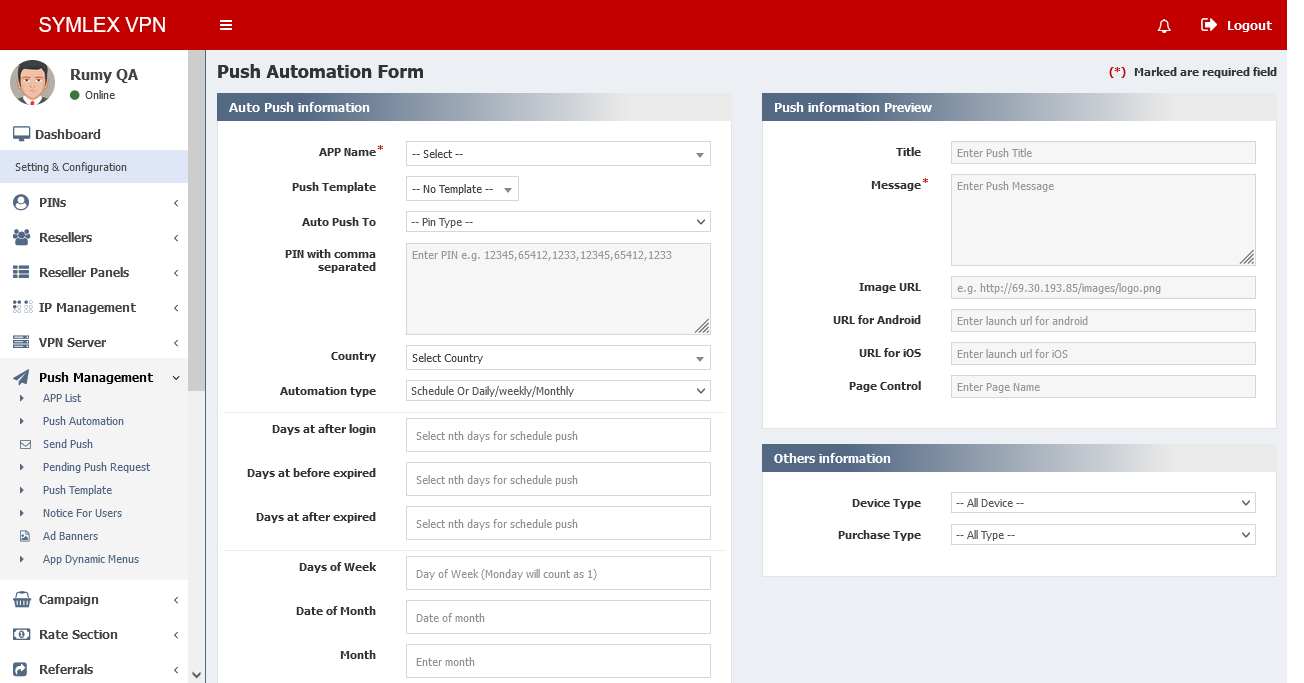 SYMLEX VPN
Logout
Rumy QA
Online
Dashboard
Setting & Configuration
PINs
Resellers
Reseller Panels
IP Management
VPN Server
Push Management
APP List
Push Automation
Send Push
Pending Push Request
Push Template
Notice For Users
Ad Banners
App Dynamic Menus
Campaign
Rate Section
Referrals
Push Automation Form
(*) Marked are required field
Auto Push information
APP Name*
-- Select --
Push Template
-- No Template --
Auto Push To
-- Pin Type --
PIN with comma
separated
Enter PIN e.g. 12345,65412,1233,12345,65412,1233
Country
Select Country
Automation type
Schedule Or Daily/weekly/Monthly
Days at after login
Select nth days for schedule push
Days at before expired
Select nth days for schedule push
Days at after expired
Select nth days for schedule push
Days of Week
Day of Week (Monday will count as 1)
Date of Month
Date of month
Month
Enter month
Push information Preview
Title
Enter Push Title
Message*
Enter Push Message
Image URL
e.g. http://69.30.193.85/images/logo.png
URL for Android
Enter launch url for android
URL for iOS
Enter launch url for iOS
Page Control
Enter Page Name
Others information
Device Type
-- All Device --
Purchase Type
-- All Type --